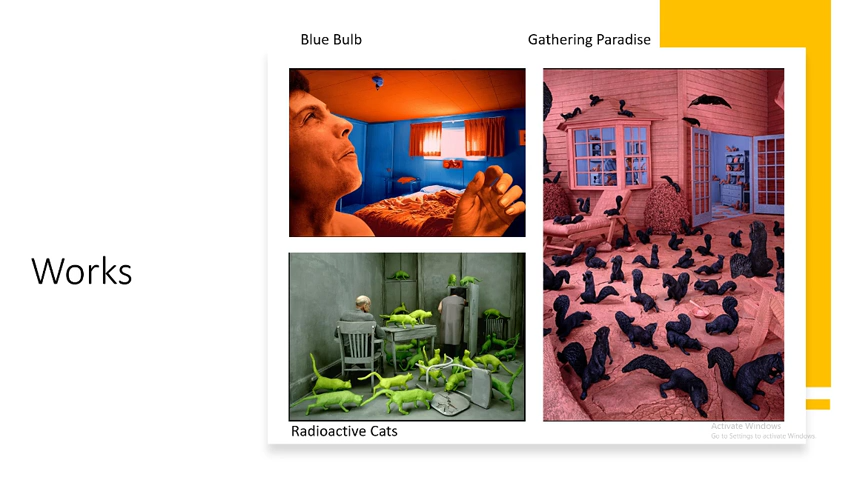 Blue Bulb
Gathering Paradise
Works
Radioactive Cats
Activate Windows
Go to Settings to activate Windows